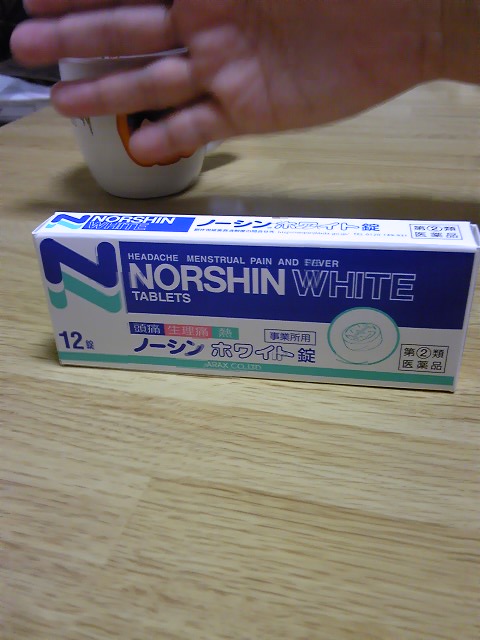 NORSHIN
WHITE
ノーシンホワイト錠
第②類
医薬品
HEADACHE MENSTRUAL PAIN AND FEVER
NORSHIN WHITE
TABLETS
頭痛 生理痛 熱
事業所用
12錠
ノーシン ホワイト錠
第②類
医薬品
ARAX CO.,LTD